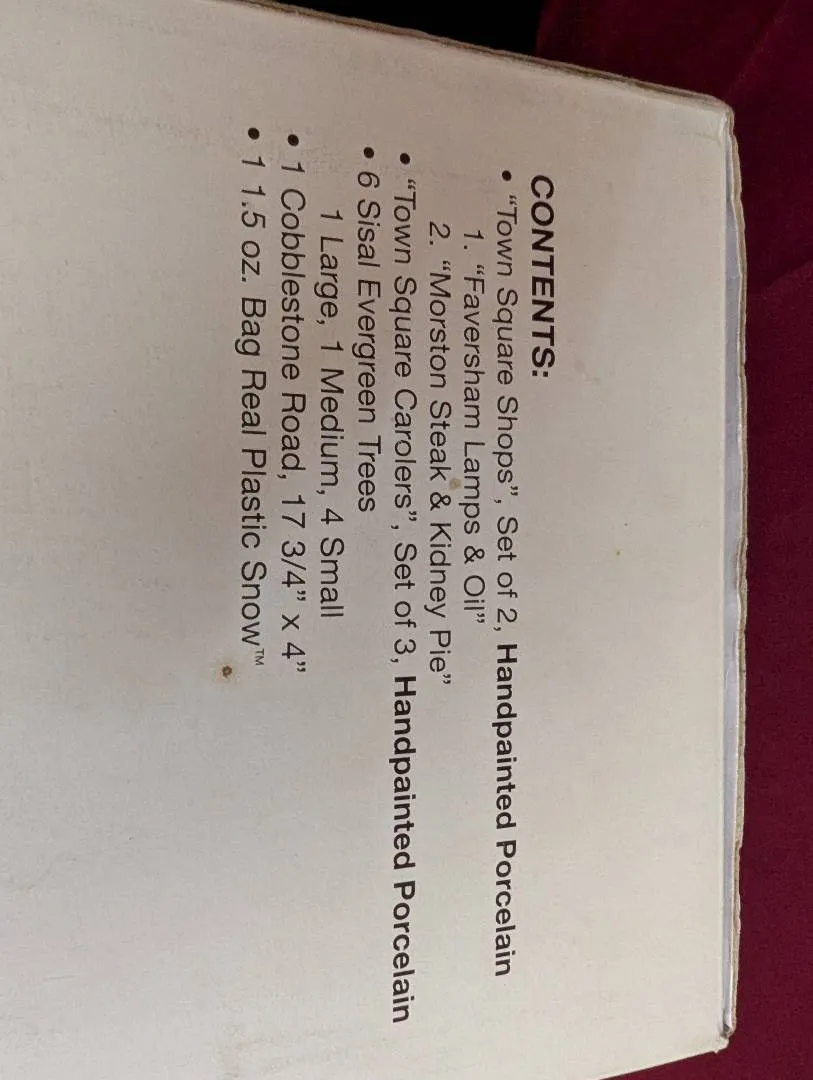 CONTENTS:
• “Town Square Shops”, Set of 2, Handpainted Porcelain
1. “Faversham Lamps & Oil”
2. “Morston Steak & Kidney Pie”
• “Town Square Carolers”, Set of 3, Handpainted Porcelain
• 6 Sisal Evergreen Trees
1 Large, 1 Medium, 4 Small
• 1 Cobblestone Road, 17 3/4” x 4”
• 1 1.5 oz. Bag Real Plastic Snow™